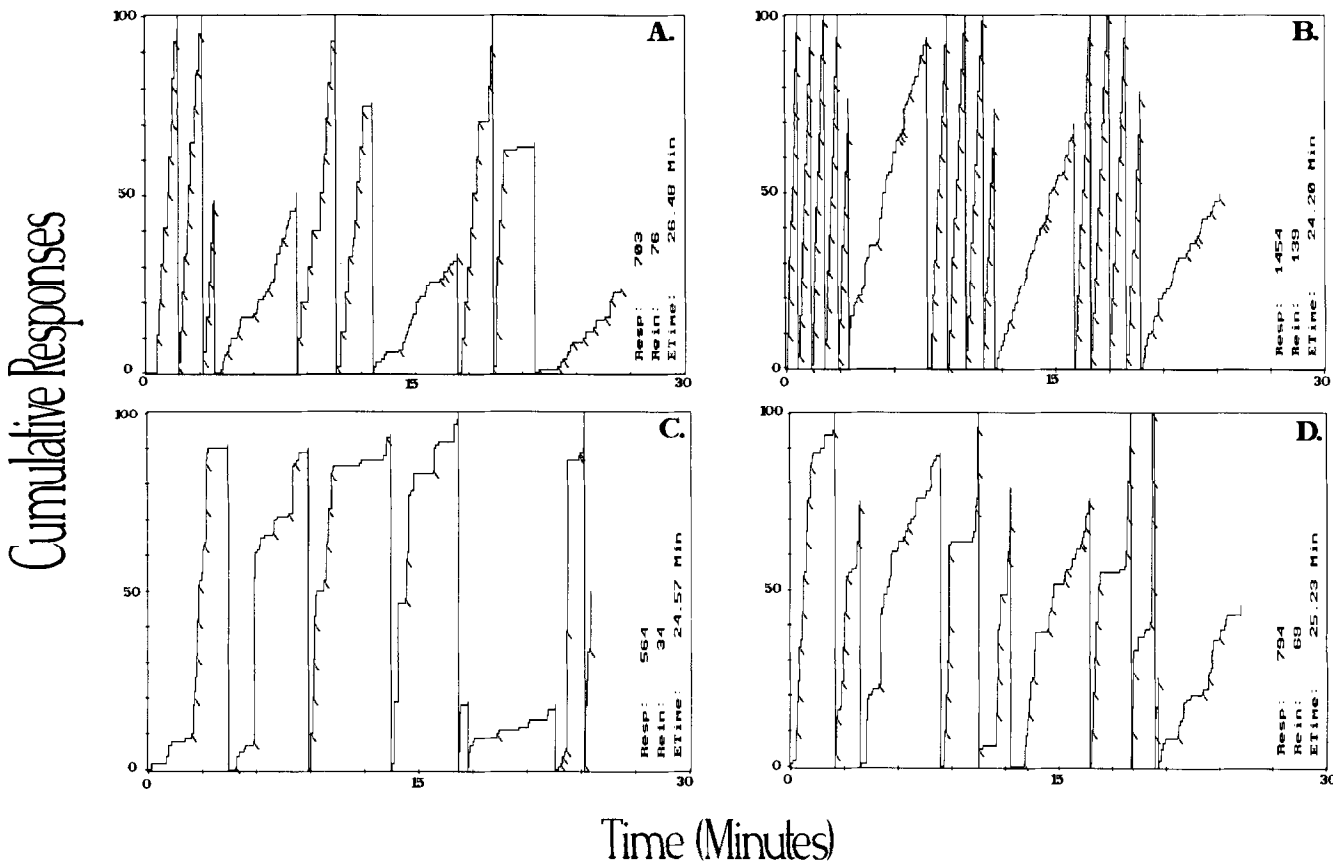 Cumulative Responses
100
50
0
0
15
30
A.
Resp: 703
Rein: 76
ETime: 26.48 Min
100
50
0
0
15
30
B.
Resp: 1454
Rein: 139
ETime: 24.20 Min
100
50
0
0
15
30
C.
Resp: 564
Rein: 34
ETime: 24.57 Min
100
50
0
0
15
30
D.
Resp: 794
Rein: 69
ETime: 25.23 Min
Time (Minutes)